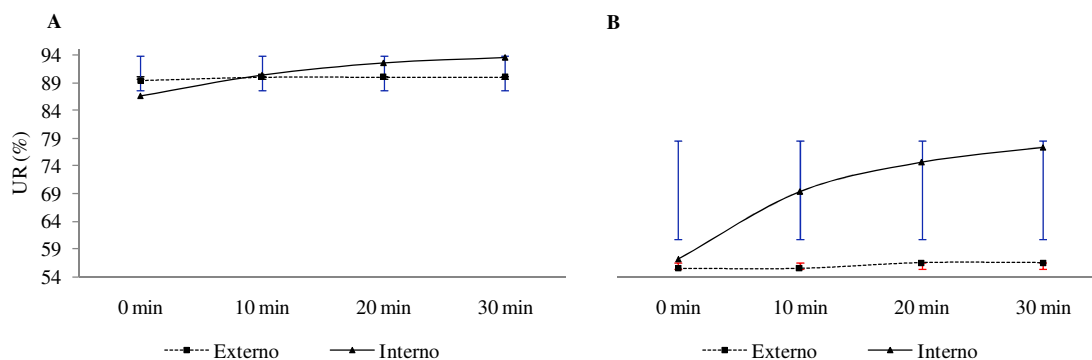 A
B
UR (%)
94
89
84
79
74
69
64
59
54
0 min 10 min 20 min 30 min
0 min 10 min 20 min 30 min
Externo Interno
Externo Interno